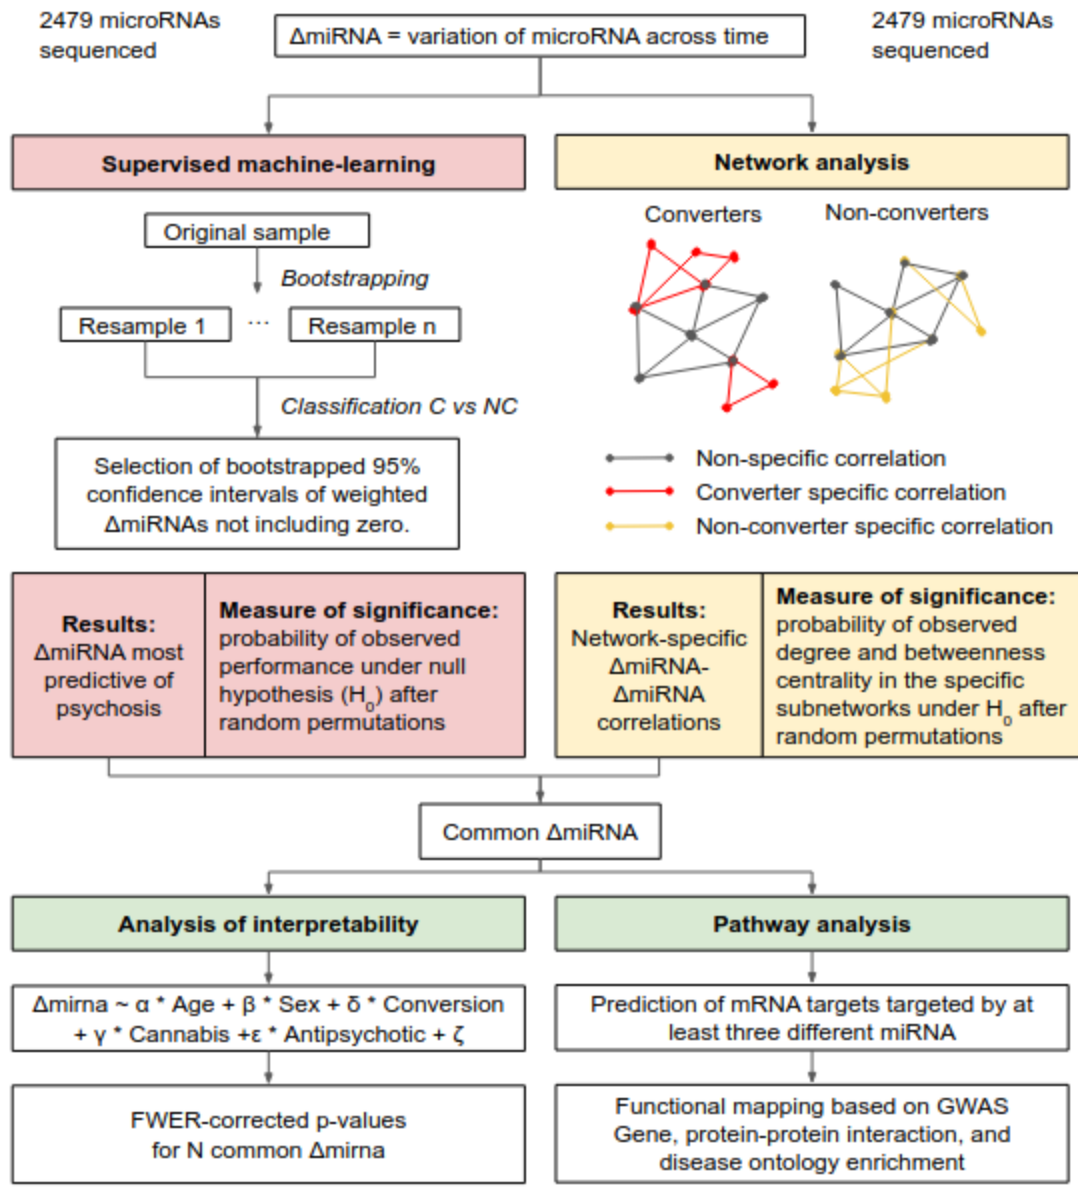 2479 microRNAs
sequenced
ΔmiRNA = variation of microRNA across time
2479 microRNAs
sequenced
Supervised machine-learning
Original sample
Bootstrapping
Resample 1
...
Resample n
Classification C vs NC
Selection of bootstrapped 95%
confidence intervals of weighted
ΔmiRNAs not including zero.
Network analysis
Converters
Non-converters
Non-specific correlation
Converter specific correlation
Non-converter specific correlation
Results:
ΔmiRNA most
predictive of
psychosis
Measure of significance:
probability of observed
performance under null
hypothesis (H0) after
random permutations
Results:
Network-specific
ΔmiRNA-
ΔmiRNA
correlations
Measure of significance:
probability of observed
degree and betweenness
centrality in the specific
subnetworks under H0 after
random permutations
Common ΔmiRNA
Analysis of interpretability
Δmirna ~ α * Age + β * Sex + δ * Conversion
+ γ * Cannabis +ε * Antipsychotic + ζ
FWER-corrected p-values
for N common Δmirna
Pathway analysis
Prediction of mRNA targets targeted by at
least three different miRNA
Functional mapping based on GWAS
Gene, protein-protein interaction, and
disease ontology enrichment